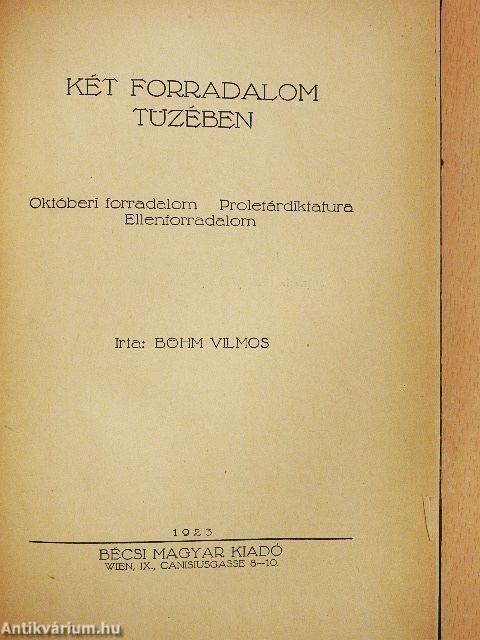 KÉT FORRADALOM
TUZÉBEN
Októberi forradalom Proletárdiktatura
Ellenforradalom
Irta: BÖHM VILMOS
1923
BÉCSI MAGYAR KIADÓ
WIEN, IX., CANISIUSGASSE 8—10.
Antikvárium.hu